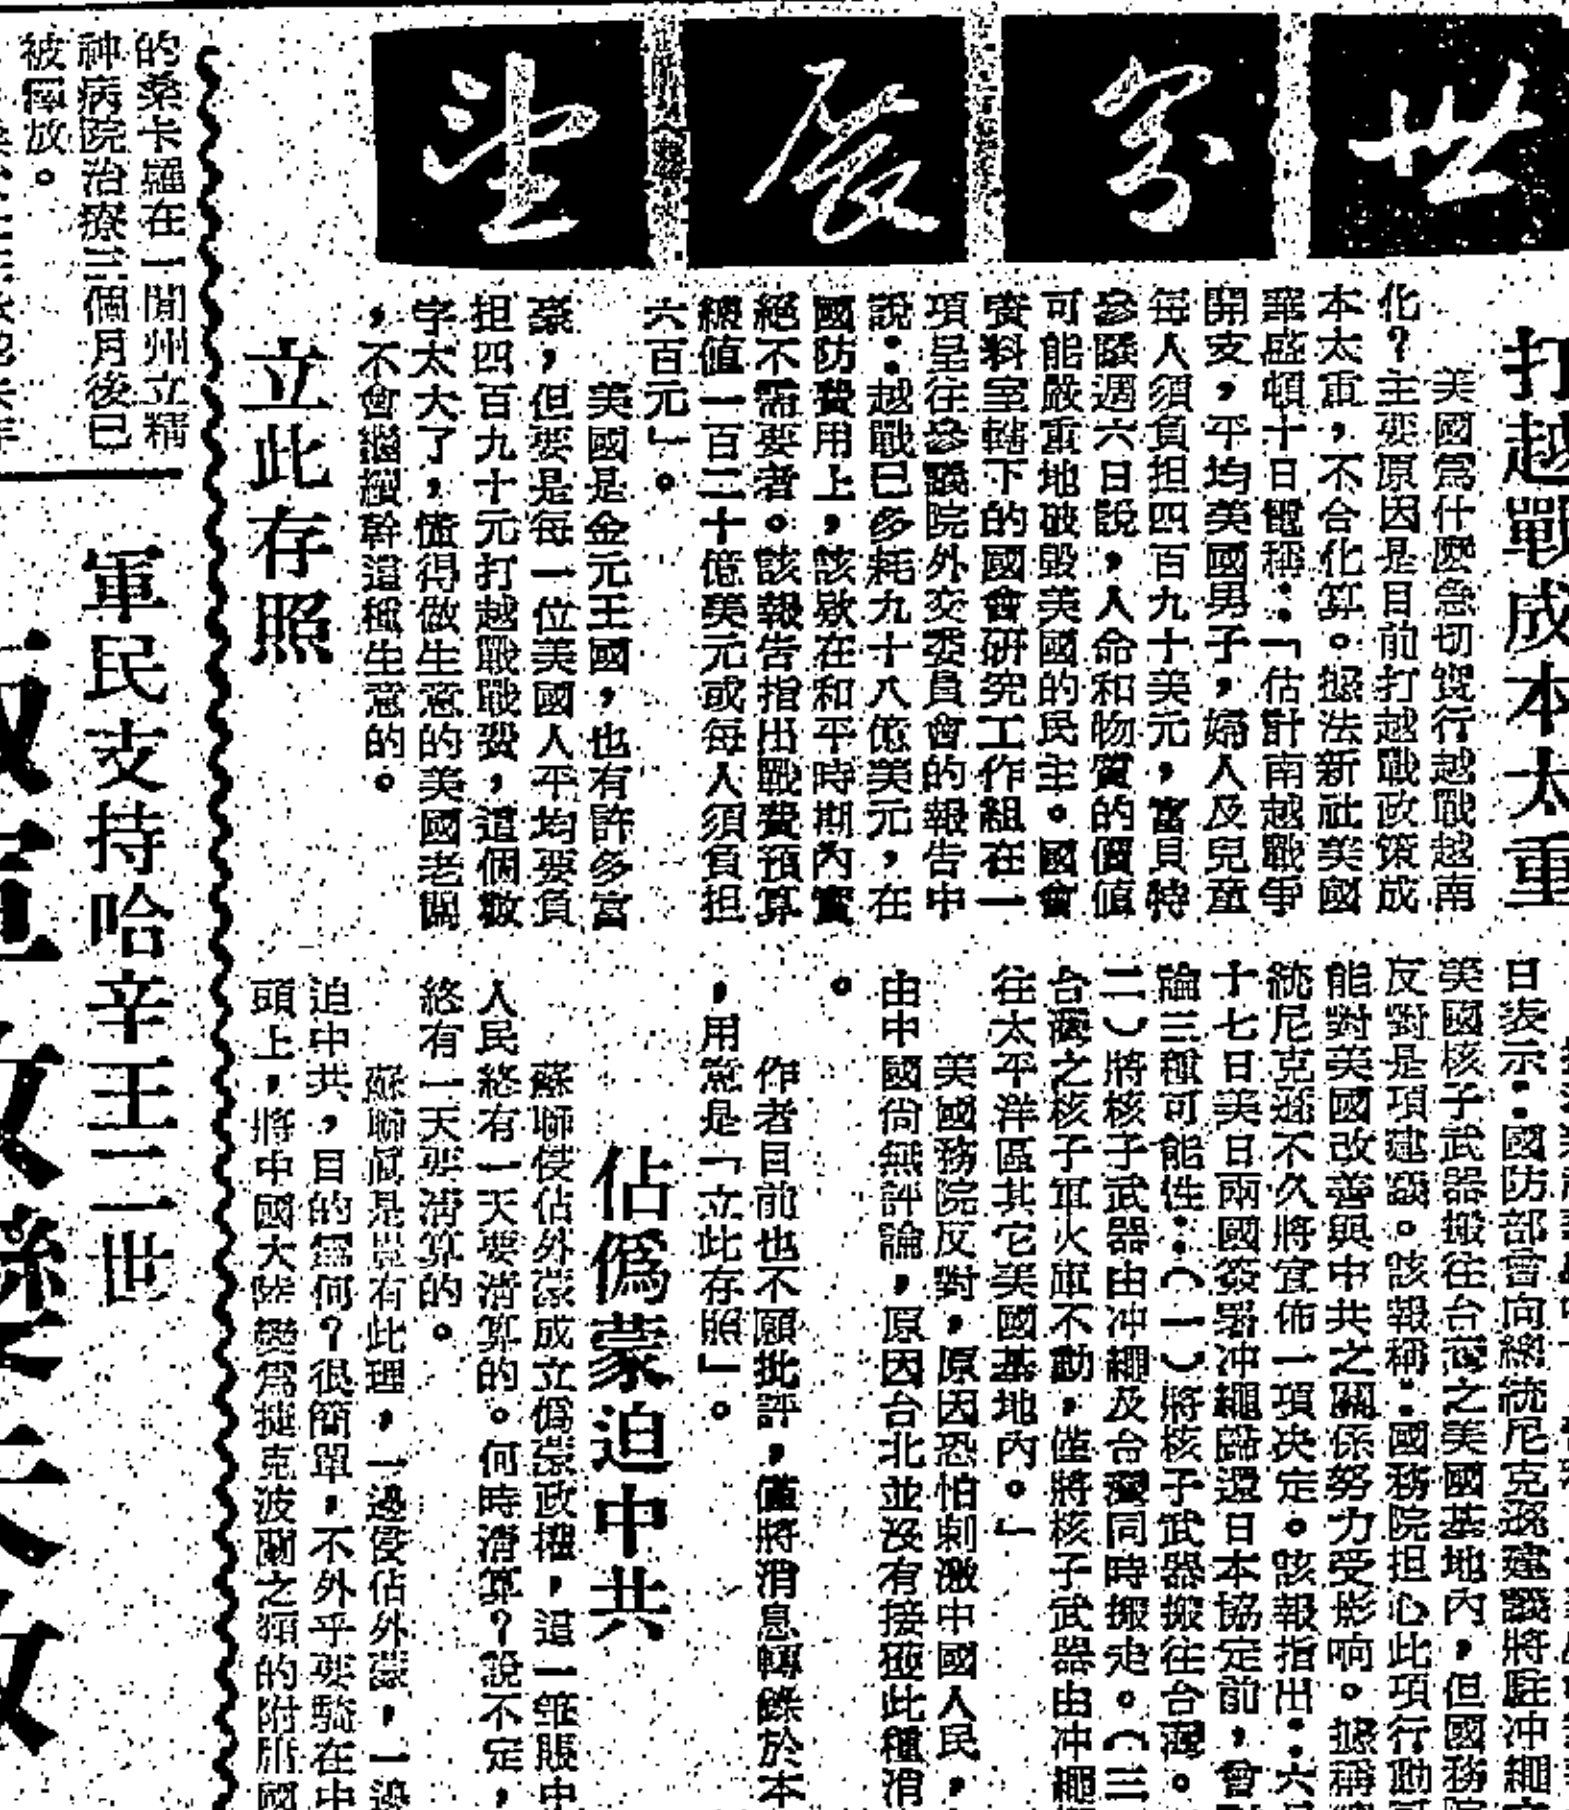 世界展望
打越戰成本太重
美國爲什麼急切實行越戰越南
化？主要原因是目前打越戰政策成
本太重，不合化算。據法新社美國
華盛頓十日電稱：「估計南越戰爭
開支，平均美國男子，婦人及兒童
每人須負担四百九十美元，富貝特
參議週六日說，人命和物質的價值
可能嚴重地破毀美國的民主。國會
資料室轄下的國會研究工作組在一
項呈往參議院外交委員會的報告中
說：越戰已多耗九十八億美元，在
國防費用上，該欵在和平時期內實
絕不需要者。該報告指出戰費預算
總值一百二十億美元或每人須負担
六百元」。
美國是金元王國，也有許多富
豪，但要是每一位美國人平均要負
担四百九十元打越戰戰費，這個數
字太大了，懂得做生意的美國老闆
，不會繼續幹這種生意的。
立此存照
日表示：國防部會向總統尼克遜建議將駐冲繩
美國核子武器搬往台灣之美國基地內，但國務院
反對是項建議。該報稱：國務院担心此項行動
能對美國改善與中共之關係努力受影响。據稱
統尼克遜不久將宣佈一項决定。該報指出：六
十七日美日兩國簽署冲繩歸還日本協定前，曾
論三種可能性：（一）將核子武器搬往台灣。
二）將核子武器由冲繩及台灣同時搬走。（三
台灣之核子軍火庫不動，僅將核子武器由冲繩
往太平洋區其它美國基地內。」
美國務院反對，原因恐怕刺激中國人民，
由中國尙無評論，原因台北並沒有接碰此種消
。
作者目前也不願批評，僅將消息轉錄於本
，用意是「立此存照」。
佔僞蒙迫中共
蘇聯侵佔外蒙成立僞蒙政權，這一筆賬中
人民終有一天要清算的。何時清算？說不定，
終有一天要清算的。
蘇聯眞是豈有此理，一邊侵佔外蒙，一邊
迫中共，目的爲何？很簡單，不外乎要騎在中
頭上，將中國大陸變爲捷克波蘭之類的附庸國
的桑卡羅在一間州立精
神病院治療三個月後已
被釋放。
軍民支持哈辛王二世